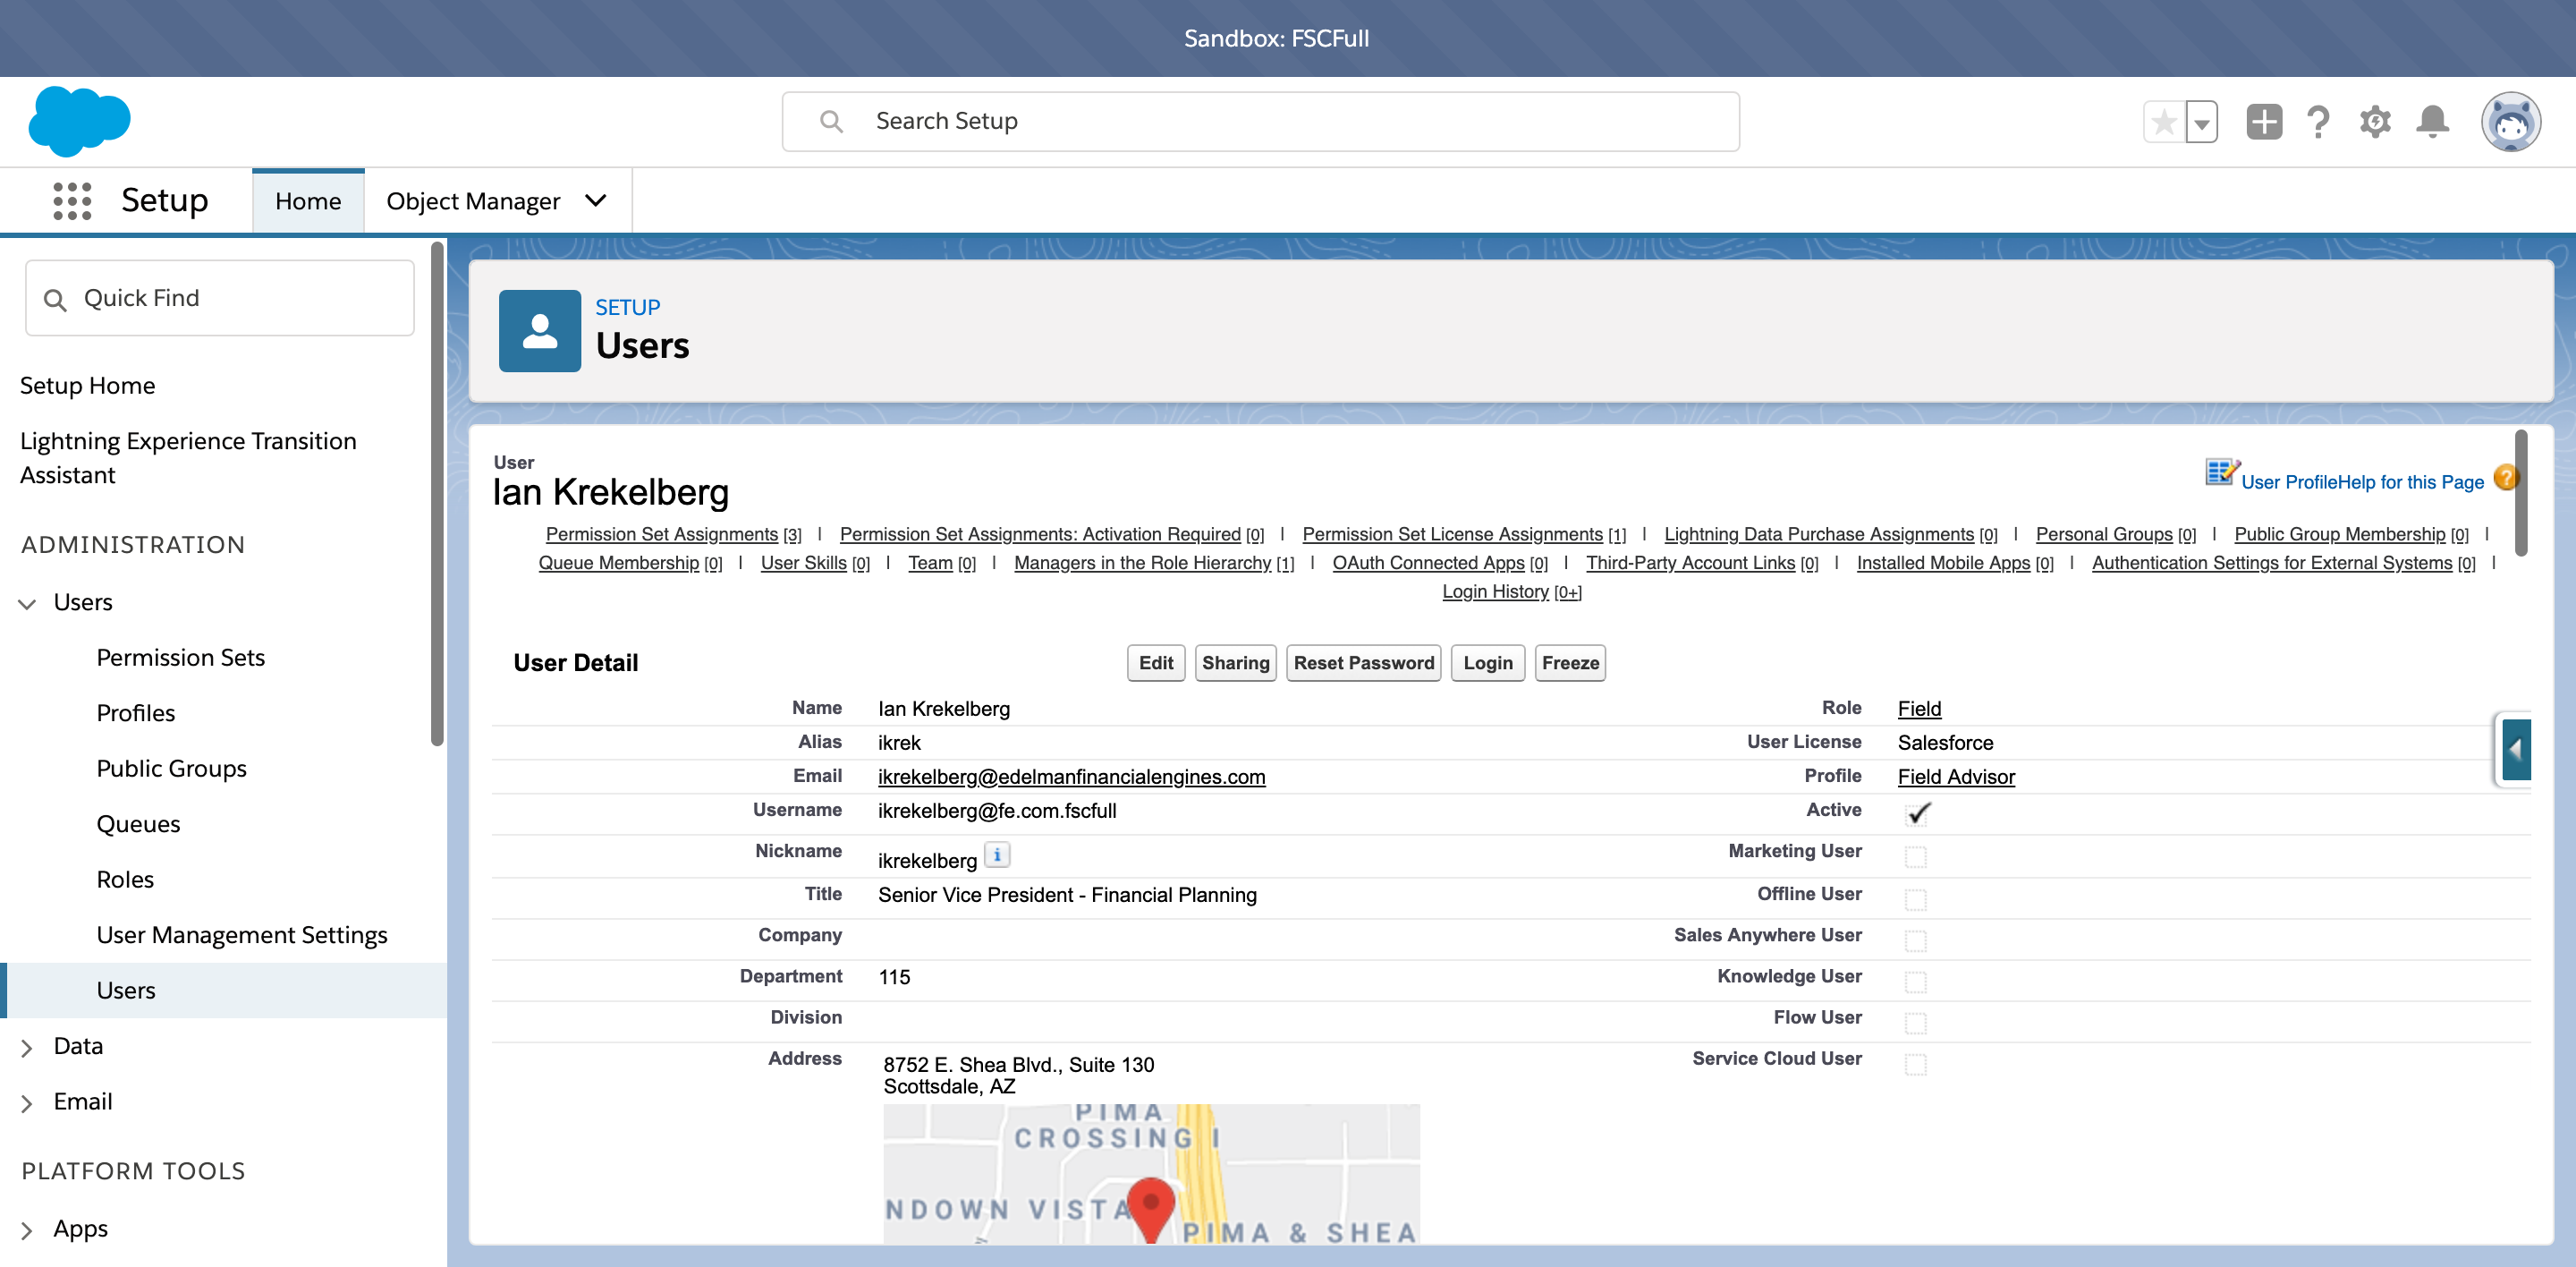 Sandbox: FSCFull
Search Setup
Setup
Home
Object Manager
Quick Find
Setup Home
Lightning Experience Transition
Assistant
ADMINISTRATION
Users
Permission Sets
Profiles
Public Groups
Queues
Roles
User Management Settings
Users
Data
Email
PLATFORM TOOLS
Apps
SETUP
Users
User
Ian Krekelberg
User ProfileHelp for this Page ?
Permission Set Assignments [3] | Permission Set Assignments: Activation Required [0] | Permission Set License Assignments [1] | Lightning Data Purchase Assignments [0] | Personal Groups [0] | Public Group Membership [0] |
Queue Membership [0] | User Skills [0] | Team [0] | Managers in the Role Hierarchy [1] | OAuth Connected Apps [0] | Third-Party Account Links [0] | Installed Mobile Apps [0] | Authentication Settings for External Systems [0] |
Login History [0+]
User Detail
Edit Sharing Reset Password Login Freeze
Name Ian Krekelberg Role Field
Alias ikrek User License Salesforce
Email ikrekelberg@edelmanfinancialengines.com Profile Field Advisor
Username ikrekelberg@fe.com.fscfull Active
Nickname ikrekelberg i Marketing User
Title Senior Vice President - Financial Planning Offline User
Company Sales Anywhere User
Department 115 Knowledge User
Division Flow User
Address 8752 E. Shea Blvd., Suite 130 Service Cloud User
Scottsdale, AZ
PIMA
CROSSING I
NDOWN VISTA
PIMA & SHEA